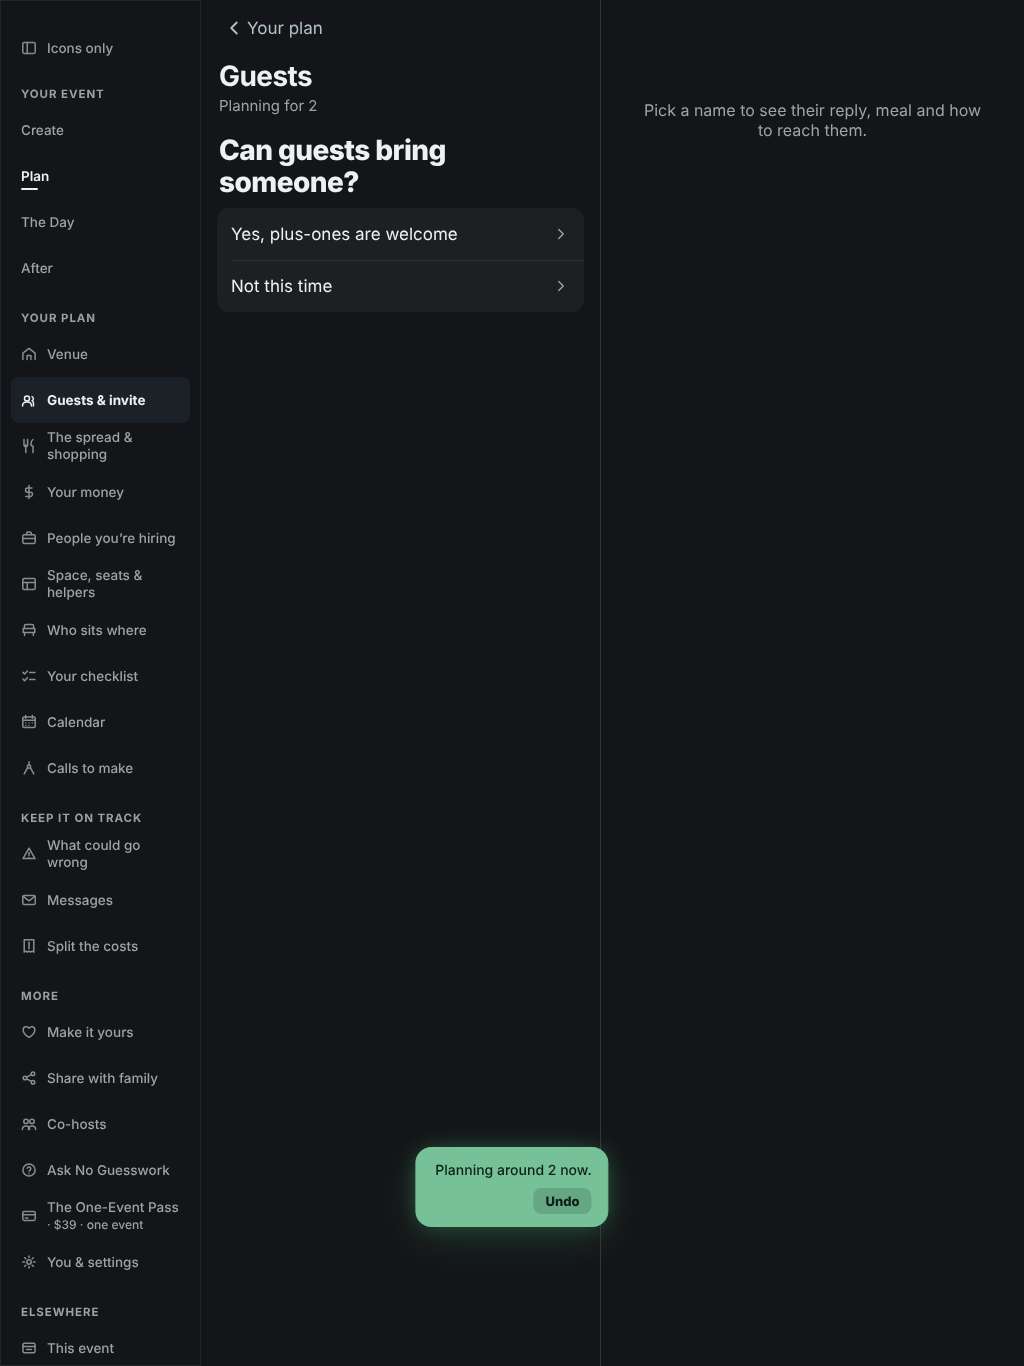 Icons only
YOUR EVENT
Create
Plan
The Day
After
YOUR PLAN
Venue
Guests & invite
The spread &
shopping
Your money
People you’re hiring
Space, seats &
helpers
Who sits where
Your checklist
Calendar
Calls to make
KEEP IT ON TRACK
What could go
wrong
Messages
Split the costs
MORE
Make it yours
Share with family
Co-hosts
Ask No Guesswork
The One-Event Pass
· $39 · one event
You & settings
ELSEWHERE
This event
Your plan
Guests
Planning for 2
Can guests bring
someone?
Yes, plus-ones are welcome
Not this time
Planning around 2 now.
Undo
Pick a name to see their reply, meal and how
to reach them.